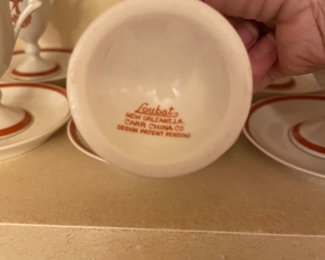 Loubat
NEW ORLEANS, LA.
CARR CHINA CO.
DESIGN PATENT PENDING